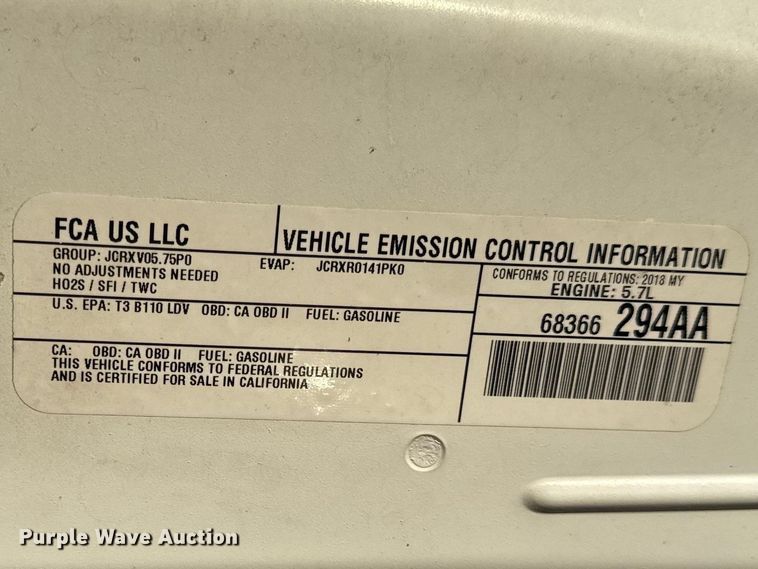 FCA US LLC
VEHICLE EMISSION CONTROL INFORMATION
GROUP: JCRXV05.75P0
EVAP: JCRXR0141PK0
NO ADJUSTMENTS NEEDED
HO2S / SFI / TWC
CONFORMS TO REGULATIONS: 2018 MY
ENGINE: 5.7L
U.S. EPA: T3 B110 LDV OBD: CA OBD II FUEL: GASOLINE
68366 294AA
CA: OBD: CA OBD II FUEL: GASOLINE
THIS VEHICLE CONFORMS TO FEDERAL REGULATIONS
AND IS CERTIFIED FOR SALE IN CALIFORNIA
Purple Wave Auction